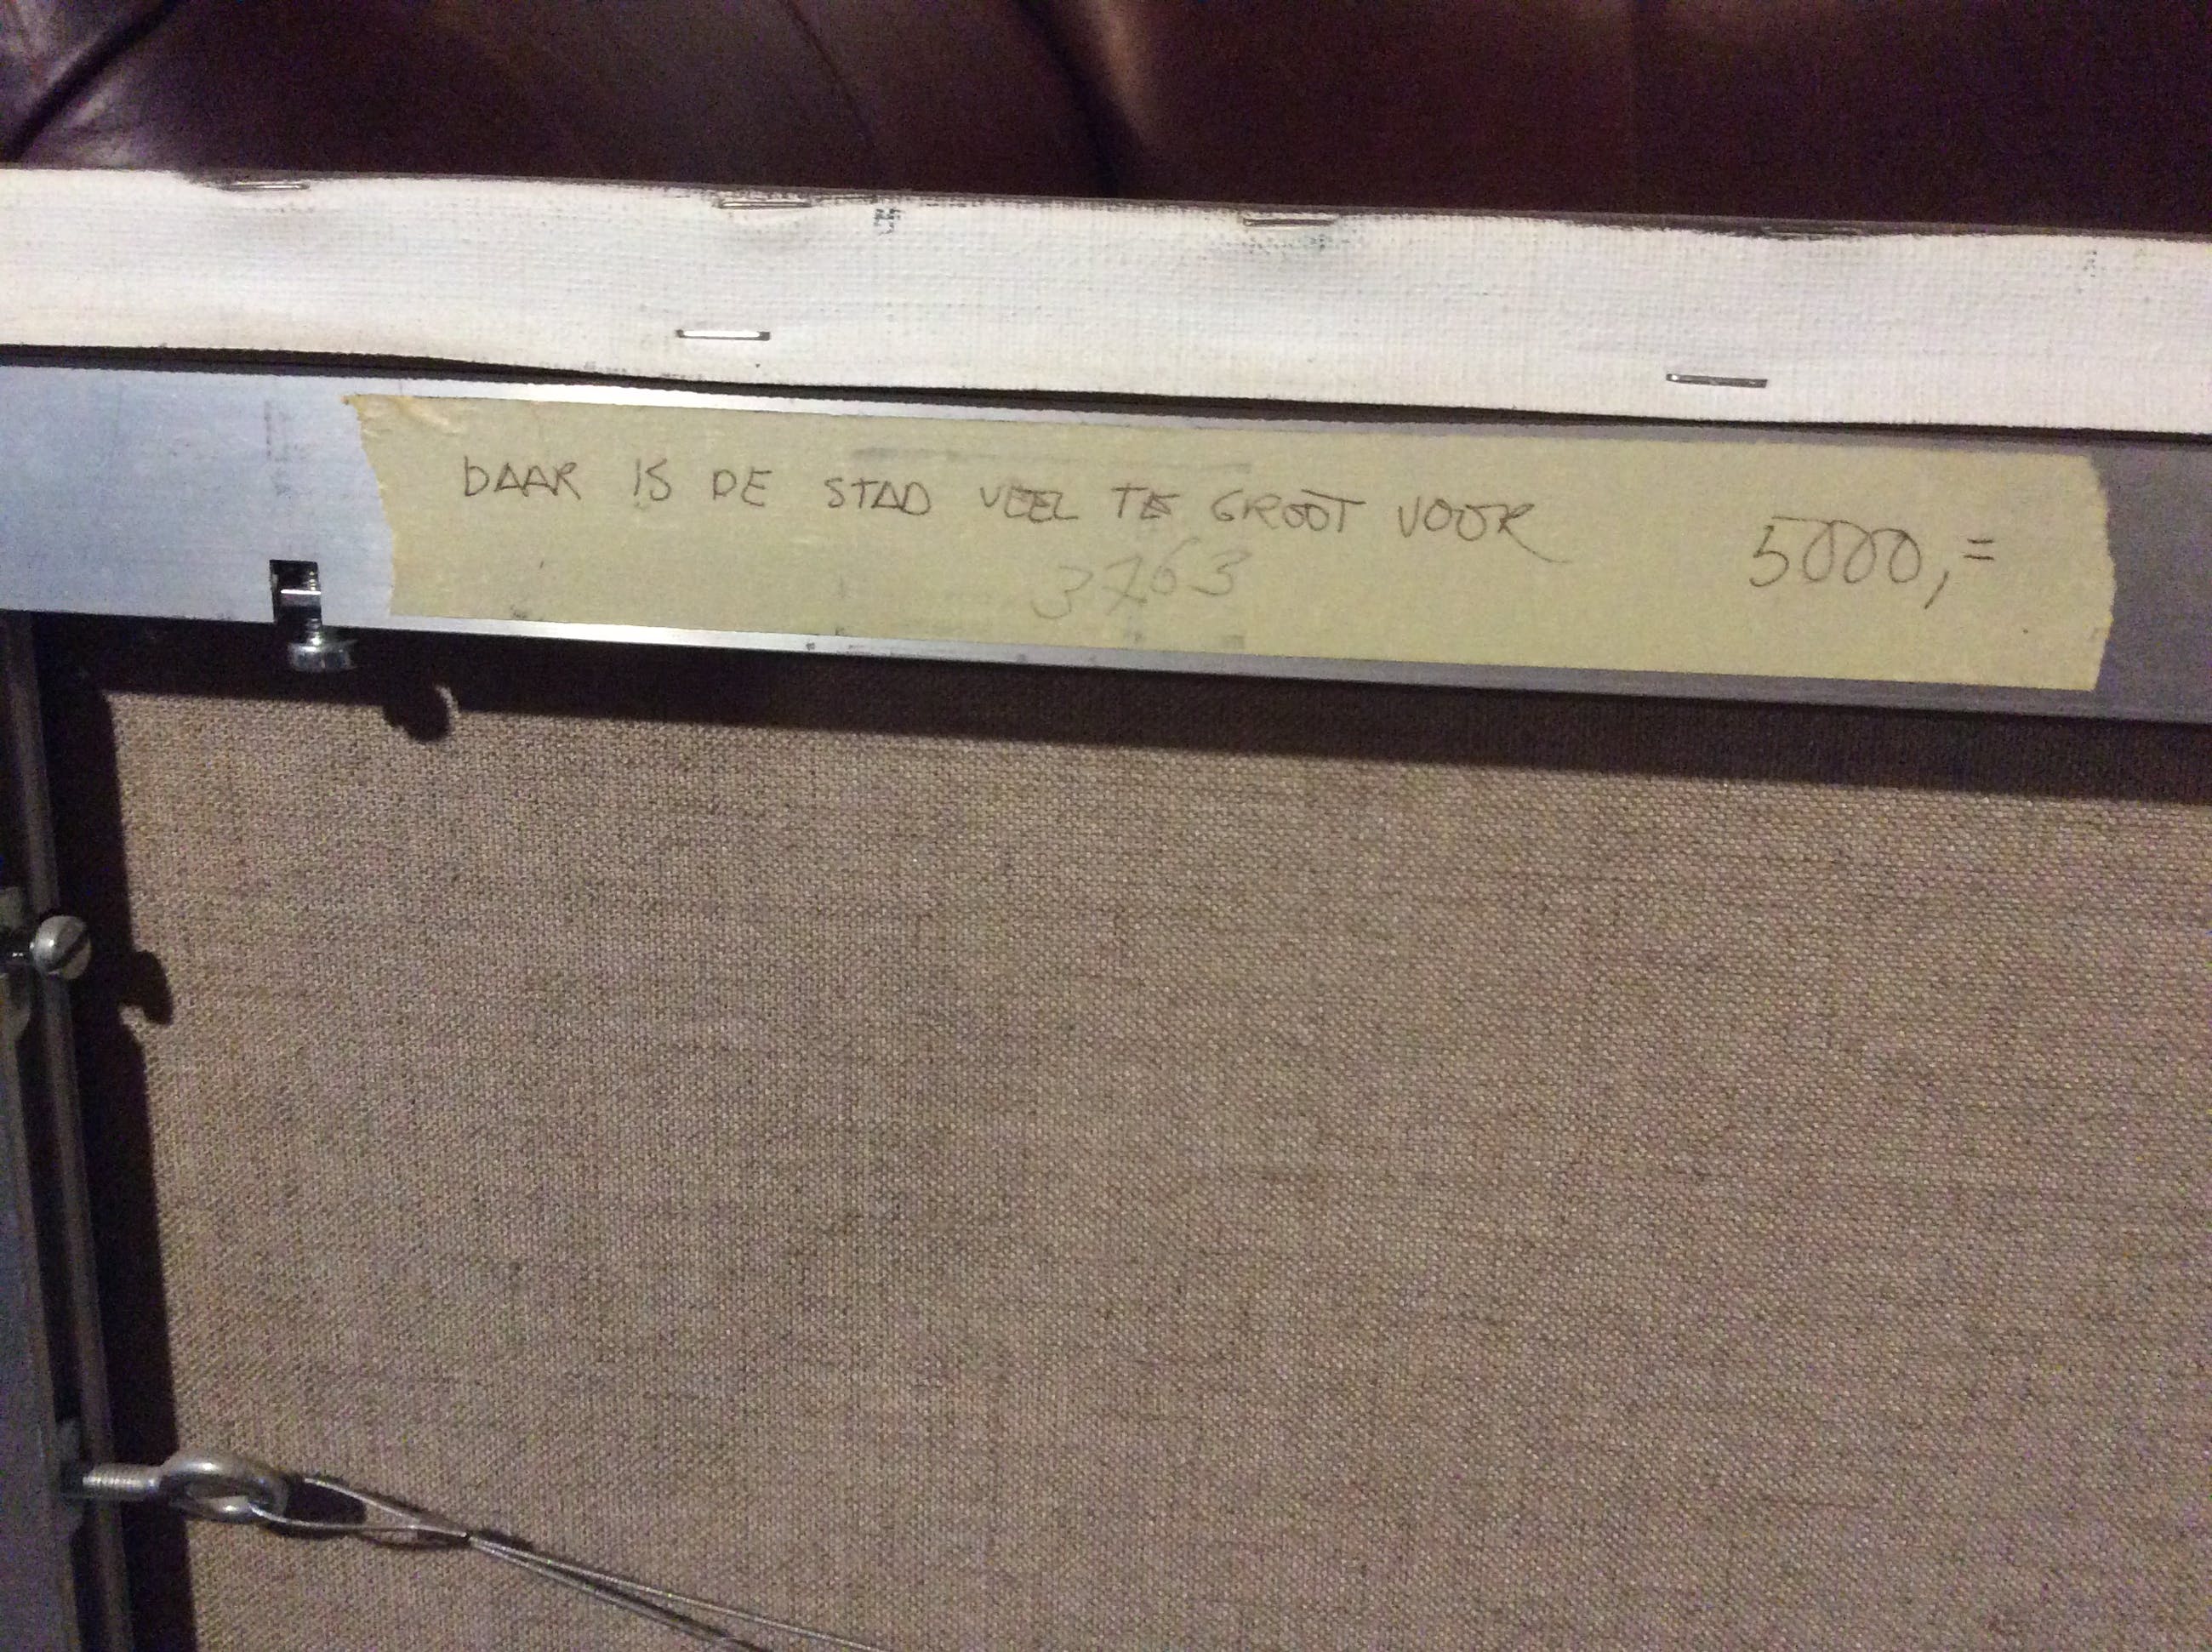 DAAR IS DE STAD VEEL TE GROOT VOOR
5000,=
3763